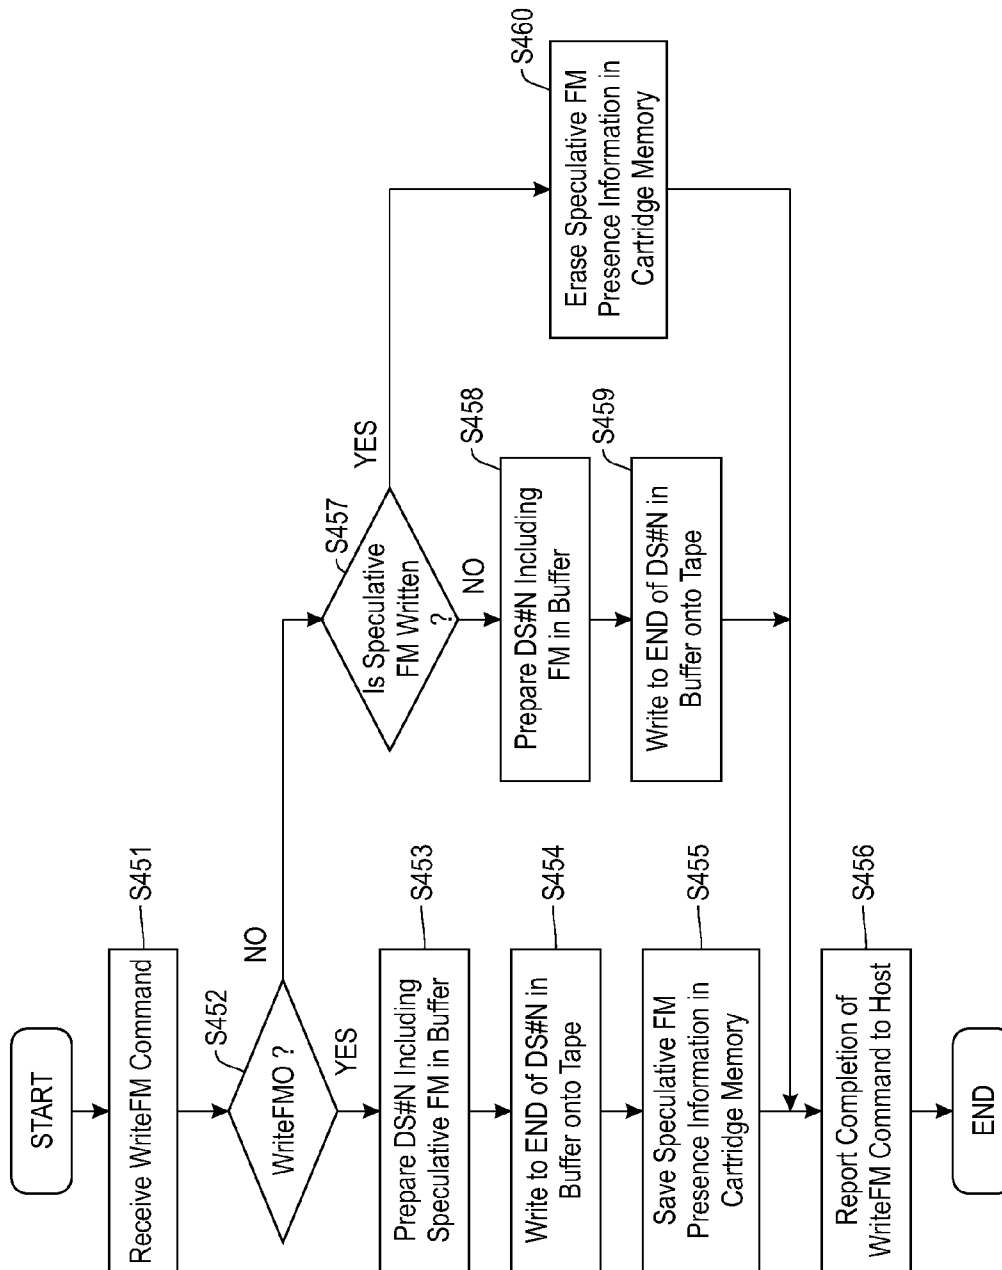 START
S451
Receive WriteFM Command
S452
WriteFMO ?
NO
YES
S453
Prepare DS#N Including
Speculative FM in Buffer
S454
Write to END of DS#N in
Buffer onto Tape
S455
Save Speculative FM
Presence Information in
Cartridge Memory
S456
Report Completion of
WriteFM Command to Host
END
S457
Is Speculative
FM Written
?
YES
NO
S458
Prepare DS#N Including
FM in Buffer
S459
Write to END of DS#N in
Buffer onto Tape
S460
Erase Speculative FM
Presence Information in
Cartridge Memory